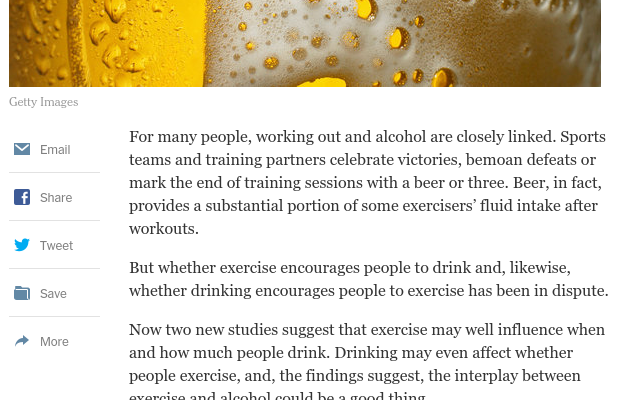 Getty Images
Email
Share
Tweet
Save
More
For many people, working out and alcohol are closely linked. Sports
teams and training partners celebrate victories, bemoan defeats or
mark the end of training sessions with a beer or three. Beer, in fact,
provides a substantial portion of some exercisers’ fluid intake after
workouts.
But whether exercise encourages people to drink and, likewise,
whether drinking encourages people to exercise has been in dispute.
Now two new studies suggest that exercise may well influence when
and how much people drink. Drinking may even affect whether
people exercise, and, the findings suggest, the interplay between
exercise and alcohol could be a good thing.